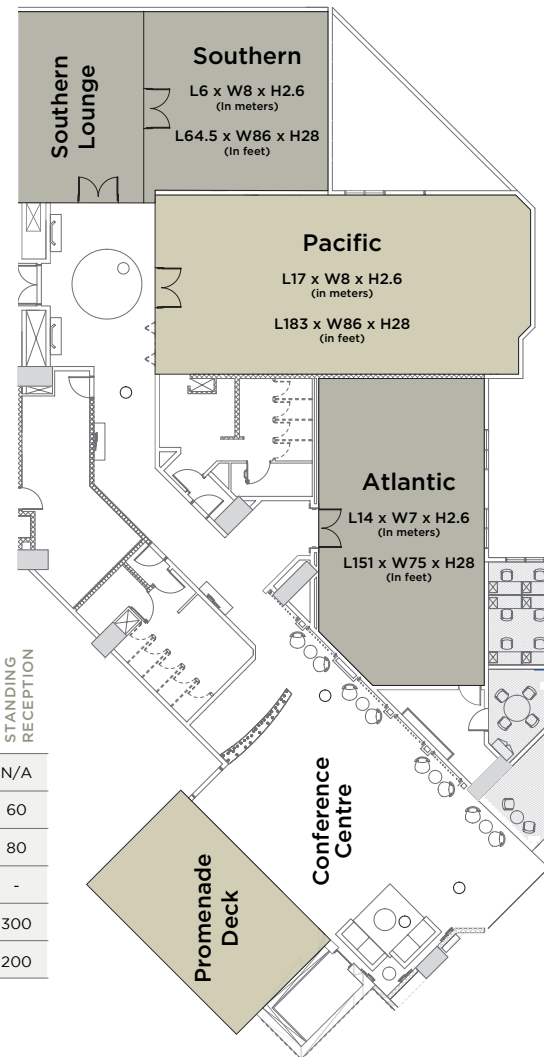 Southern
Lounge
Southern
L6 x W8 x H2.6
(In meters)
L64.5 x W86 x H28
(In feet)
Pacific
L17 x W8 x H2.6
(in meters)
L183 x W86 x H28
(in feet)
Atlantic
L14 x W7 x H2.6
(In meters)
L151 x W75 x H28
(In feet)
Conference
Centre
Promenade
Deck
STANDING
RECEPTION
N/A
60
80
-
300
200